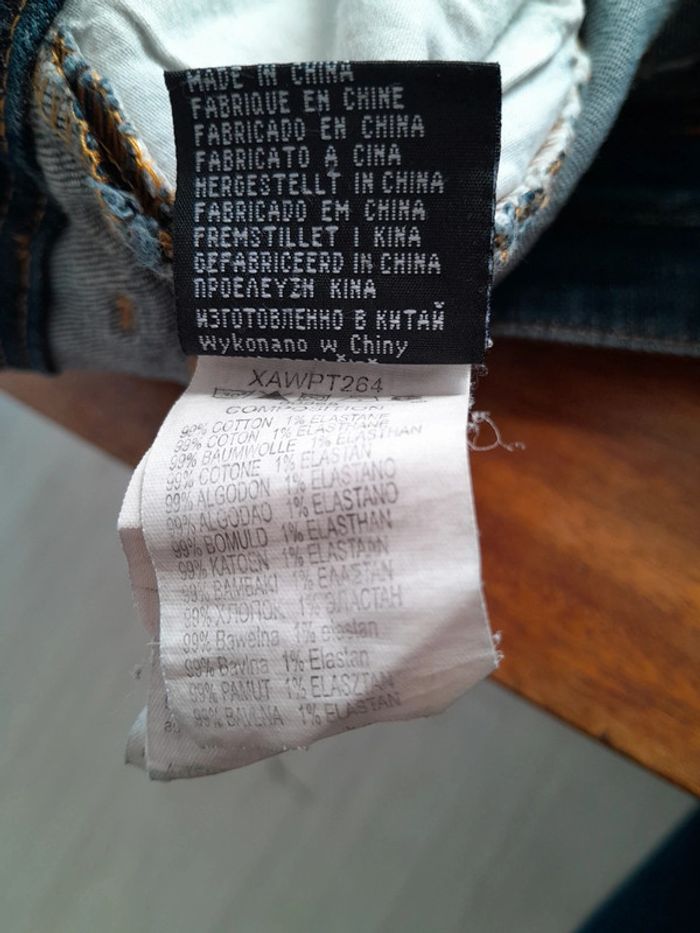 MADE IN CHINA
FABRIQUE EN CHINE
FABRICADO EN CHINA
FABRICATO A CINA
HERGESTELLT IN CHINA
FABRICADO EM CHINA
FREMSTILLET I KINA
GEFABRICEERD IN CHINA
ΠΡΟΕΛΕΥΣΗ ΚΙΝΑ
ИЗГОТОВЛЕННО В КИТАЙ
Wykonano w Chiny
XAWPT264
COMPOSITION
99% COTTON 1% ELASTANE
99% COTON 1% ELASTHANE
99% BAUMWOLLE 1% ELASTHAN
99% COTONE 1% ELASTAN
99% ALGODON 1% ELASTANO
99% ALGODAO 1% ELASTANO
99% BOMULD 1% ELASTHAN
99% KATOEN 1% ELASTAAN
99% ΒΑΜΒΑΚΙ 1% ΕΛΑΣΤΑΝ
99% ХЛОПОК 1% ЭЛАСТАН
99% Bawelna 1% elastan
99% Bavlna 1% Elastan
99% PAMUT 1% ELASZTAN
99% BAVLNA 1% ELASTAN